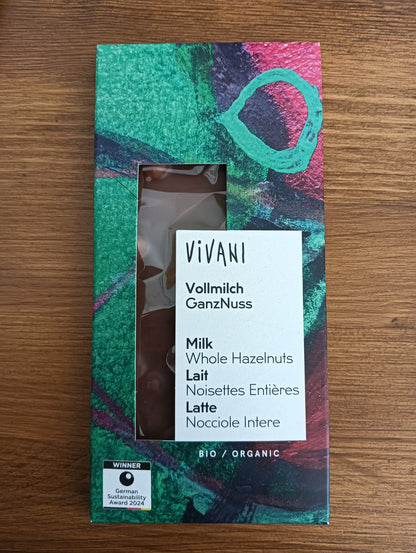 ViVANI
Vollmilch
GanzNuss
Milk
Whole Hazelnuts
Lait
Noisettes Entières
Latte
Nocciole Intere
BIO / ORGANIC
WINNER
German
Sustainability
Award 2024